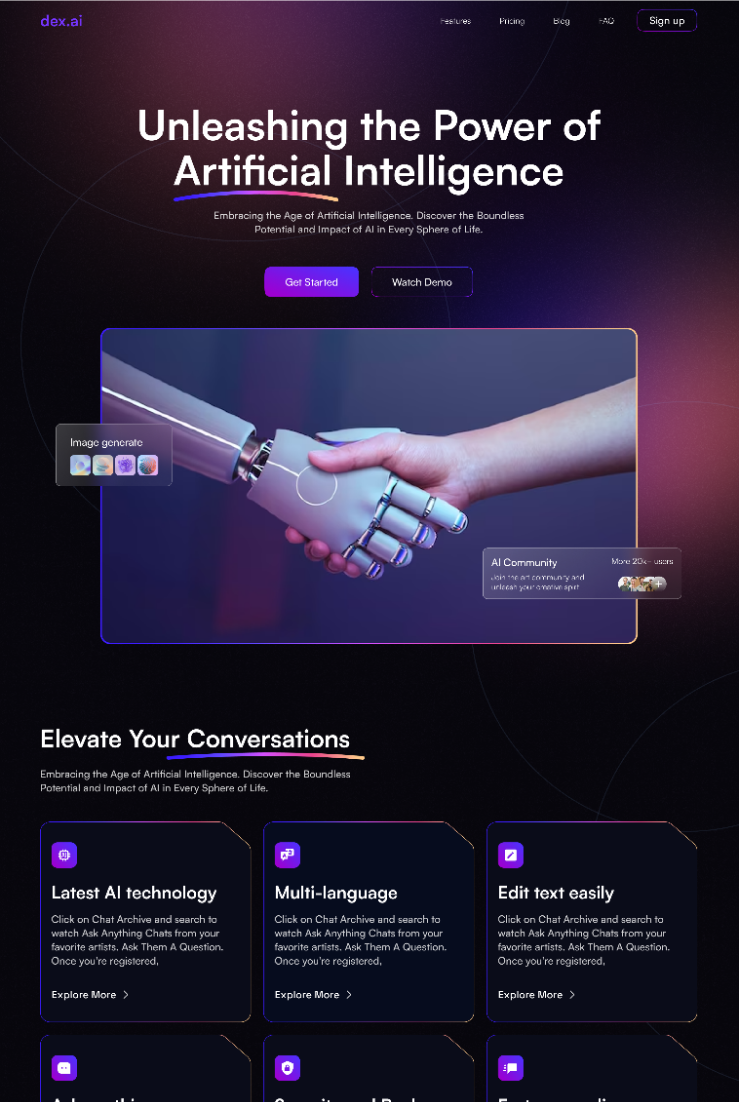 dex.ai
Features
Pricing
Blog
FAQ
Sign up
Unleashing the Power of
Artificial Intelligence
Embracing the Age of Artificial Intelligence. Discover the Boundless
Potential and Impact of AI in Every Sphere of Life.
Get Started
Watch Demo
Image generate
AI Community
More 20k+ users
Join the art community and
unleash your creative spirit
Elevate Your Conversations
Embracing the Age of Artificial Intelligence. Discover the Boundless
Potential and Impact of AI in Every Sphere of Life.
Latest AI technology
Click on Chat Archive and search to
watch Ask Anything Chats from your
favorite artists. Ask Them A Question.
Once you're registered,
Explore More
Multi-language
Click on Chat Archive and search to
watch Ask Anything Chats from your
favorite artists. Ask Them A Question.
Once you're registered,
Explore More
Edit text easily
Click on Chat Archive and search to
watch Ask Anything Chats from your
favorite artists. Ask Them A Question.
Once you're registered,
Explore More